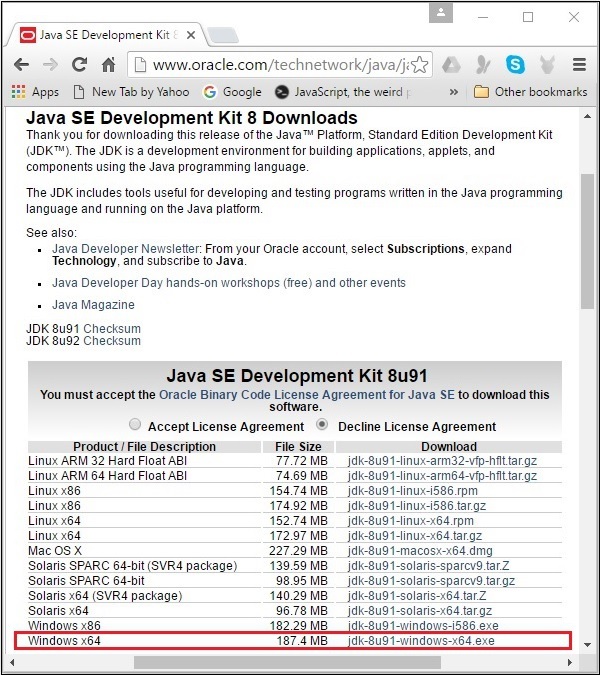 Java SE Development Kit 8
www.oracle.com/technetwork/java/ja
Apps New Tab by Yahoo Google JavaScript, the weird p » Other bookmarks
Java SE Development Kit 8 Downloads
Thank you for downloading this release of the Java™ Platform, Standard Edition Development Kit
(JDK™). The JDK is a development environment for building applications, applets, and
components using the Java programming language.
The JDK includes tools useful for developing and testing programs written in the Java programming
language and running on the Java platform.
See also:
Java Developer Newsletter: From your Oracle account, select Subscriptions, expand
Technology, and subscribe to Java.
Java Developer Day hands-on workshops (free) and other events
Java Magazine
JDK 8u91 Checksum
JDK 8u92 Checksum
Java SE Development Kit 8u91
You must accept the Oracle Binary Code License Agreement for Java SE to download this
software.
Accept License Agreement Decline License Agreement
Product / File Description File Size Download
Linux ARM 32 Hard Float ABI 77.72 MB jdk-8u91-linux-arm32-vfp-hflt.tar.gz
Linux ARM 64 Hard Float ABI 74.69 MB jdk-8u91-linux-arm64-vfp-hflt.tar.gz
Linux x86 154.74 MB jdk-8u91-linux-i586.rpm
Linux x86 174.92 MB jdk-8u91-linux-i586.tar.gz
Linux x64 152.74 MB jdk-8u91-linux-x64.rpm
Linux x64 172.97 MB jdk-8u91-linux-x64.tar.gz
Mac OS X 227.29 MB jdk-8u91-macosx-x64.dmg
Solaris SPARC 64-bit (SVR4 package) 139.59 MB jdk-8u91-solaris-sparcv9.tar.Z
Solaris SPARC 64-bit 98.95 MB jdk-8u91-solaris-sparcv9.tar.gz
Solaris x64 (SVR4 package) 140.29 MB jdk-8u91-solaris-x64.tar.Z
Solaris x64 96.78 MB jdk-8u91-solaris-x64.tar.gz
Windows x86 182.29 MB jdk-8u91-windows-i586.exe
Windows x64 187.4 MB jdk-8u91-windows-x64.exe